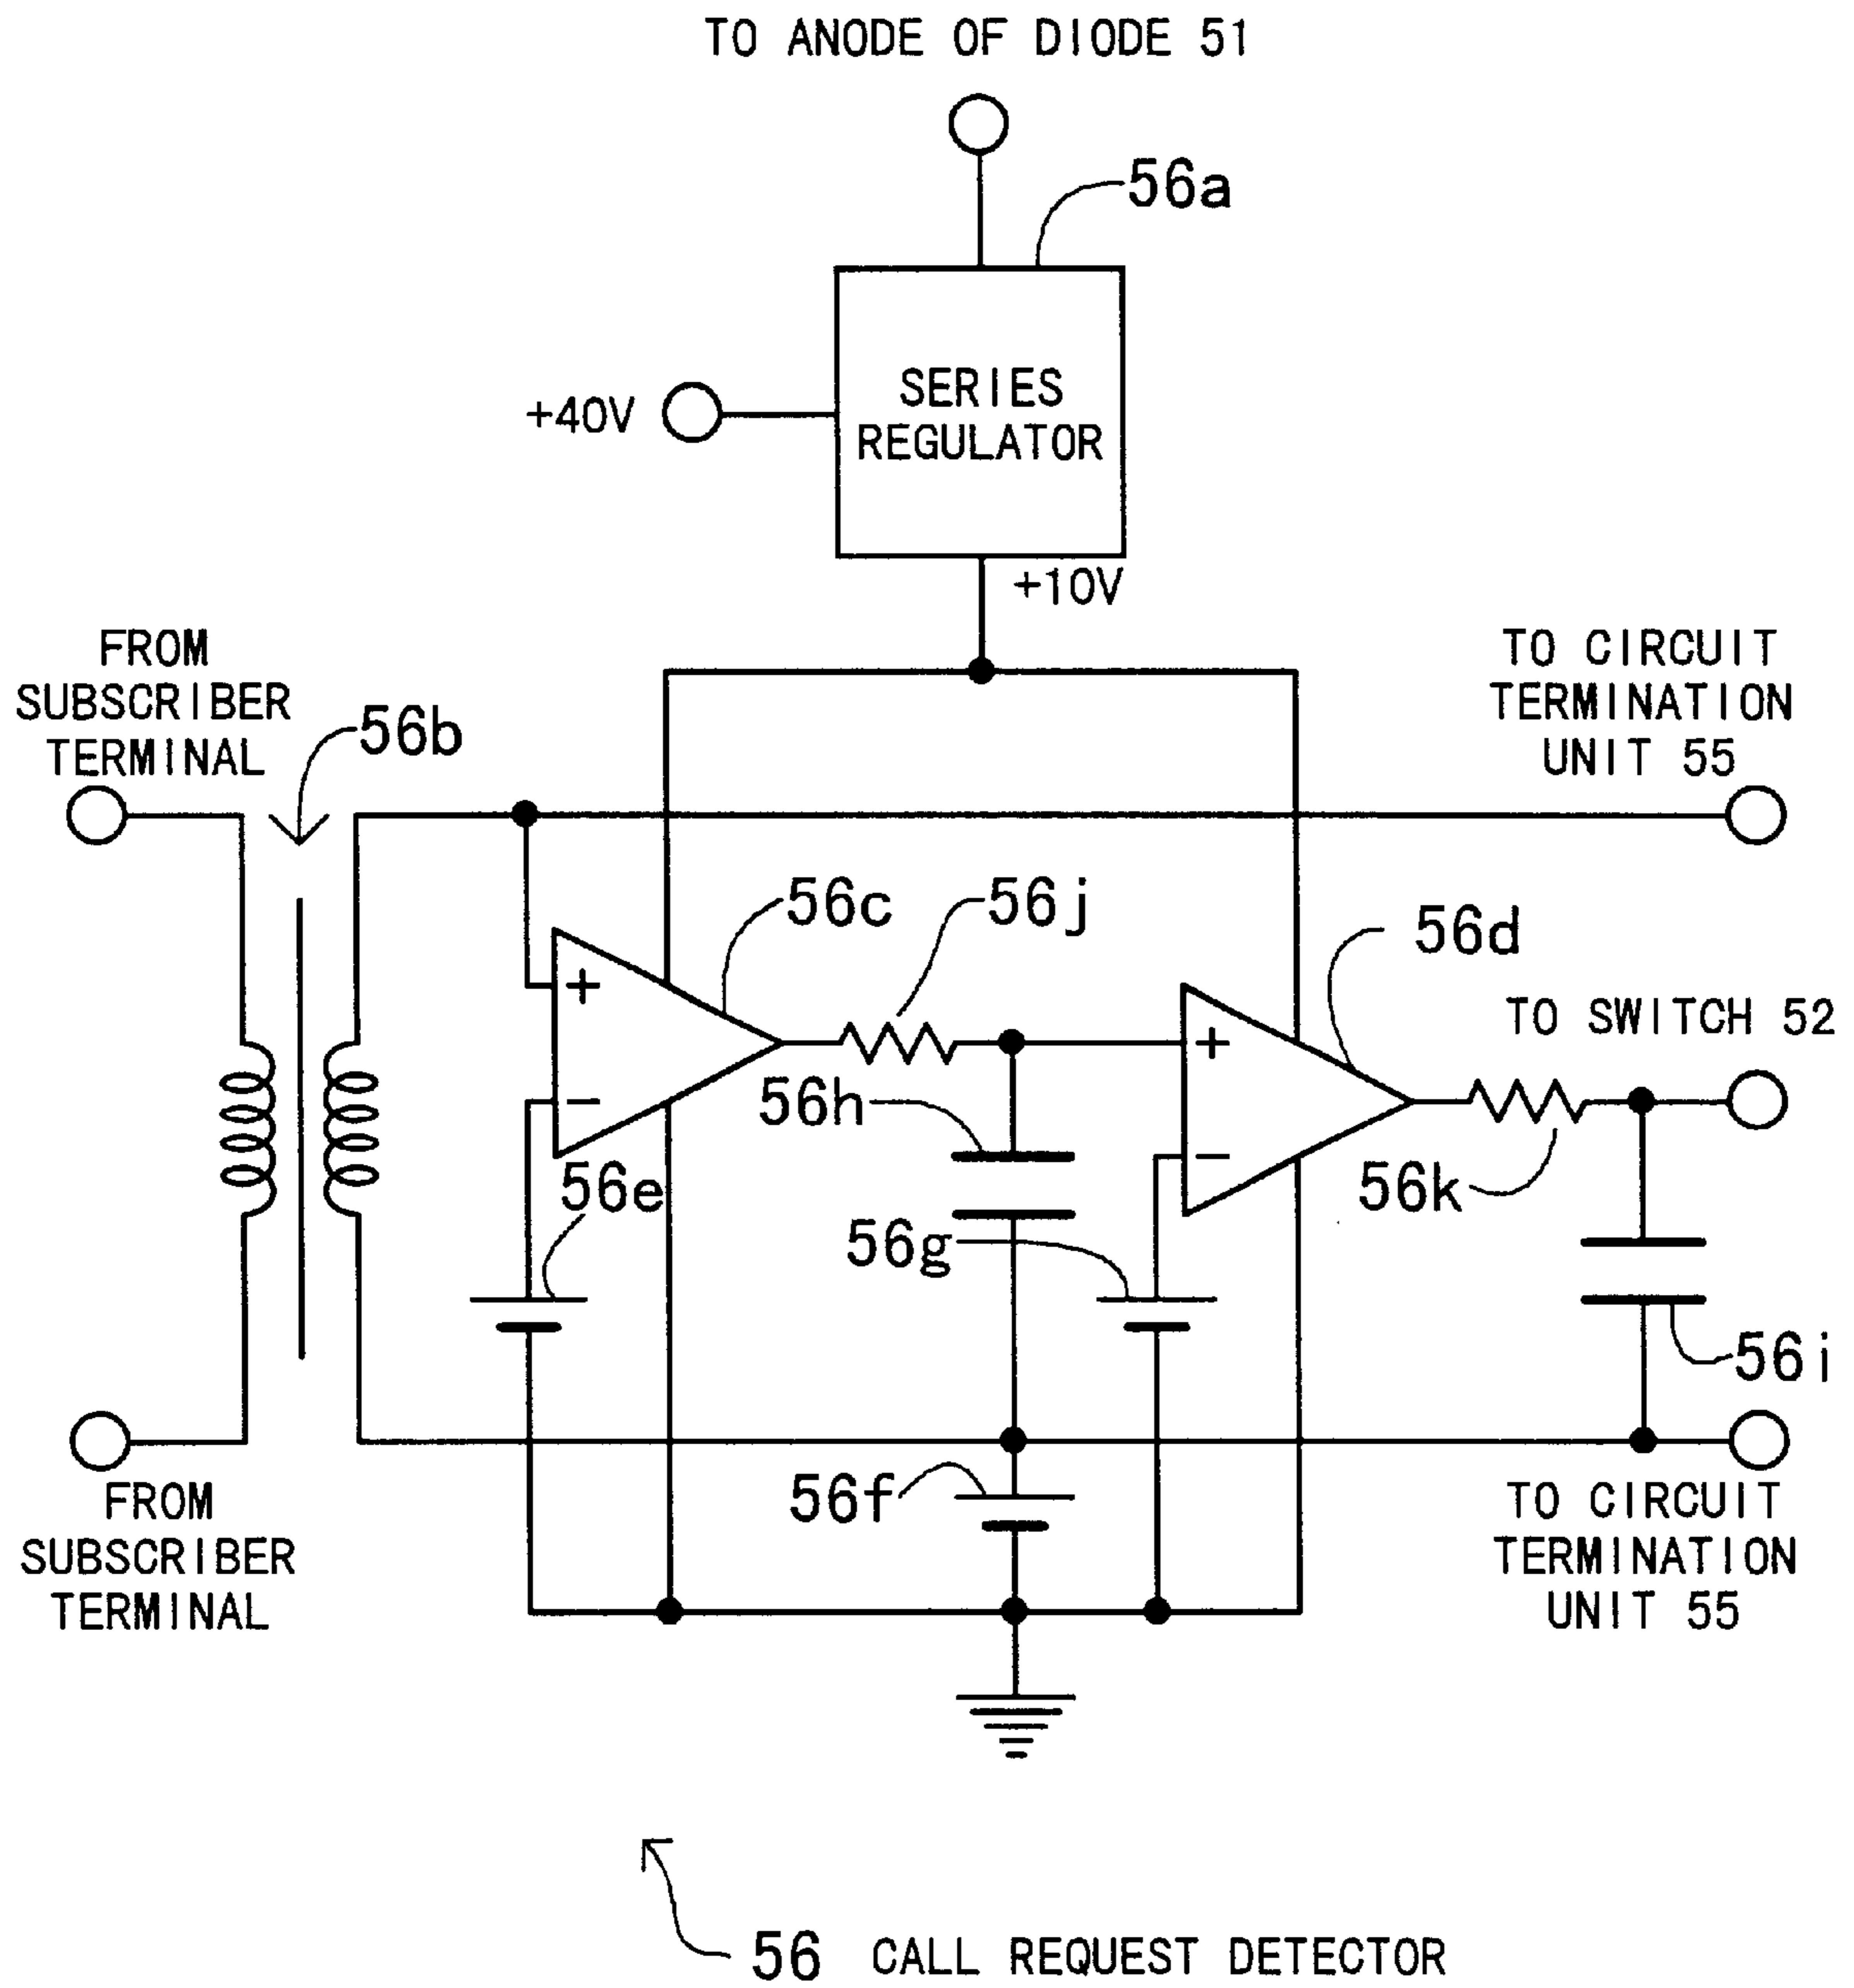 TO ANODE OF DIODE 51
56a
SERIES
REGULATOR
+40V
+10V
FROM
SUBSCRIBER
TERMINAL
56b
TO CIRCUIT
TERMINATION
UNIT 55
56c
56j
56d
+
−
+
−
TO SWITCH 52
56h
56e
56g
56k
56i
56f
FROM
SUBSCRIBER
TERMINAL
TO CIRCUIT
TERMINATION
UNIT 55
56 CALL REQUEST DETECTOR